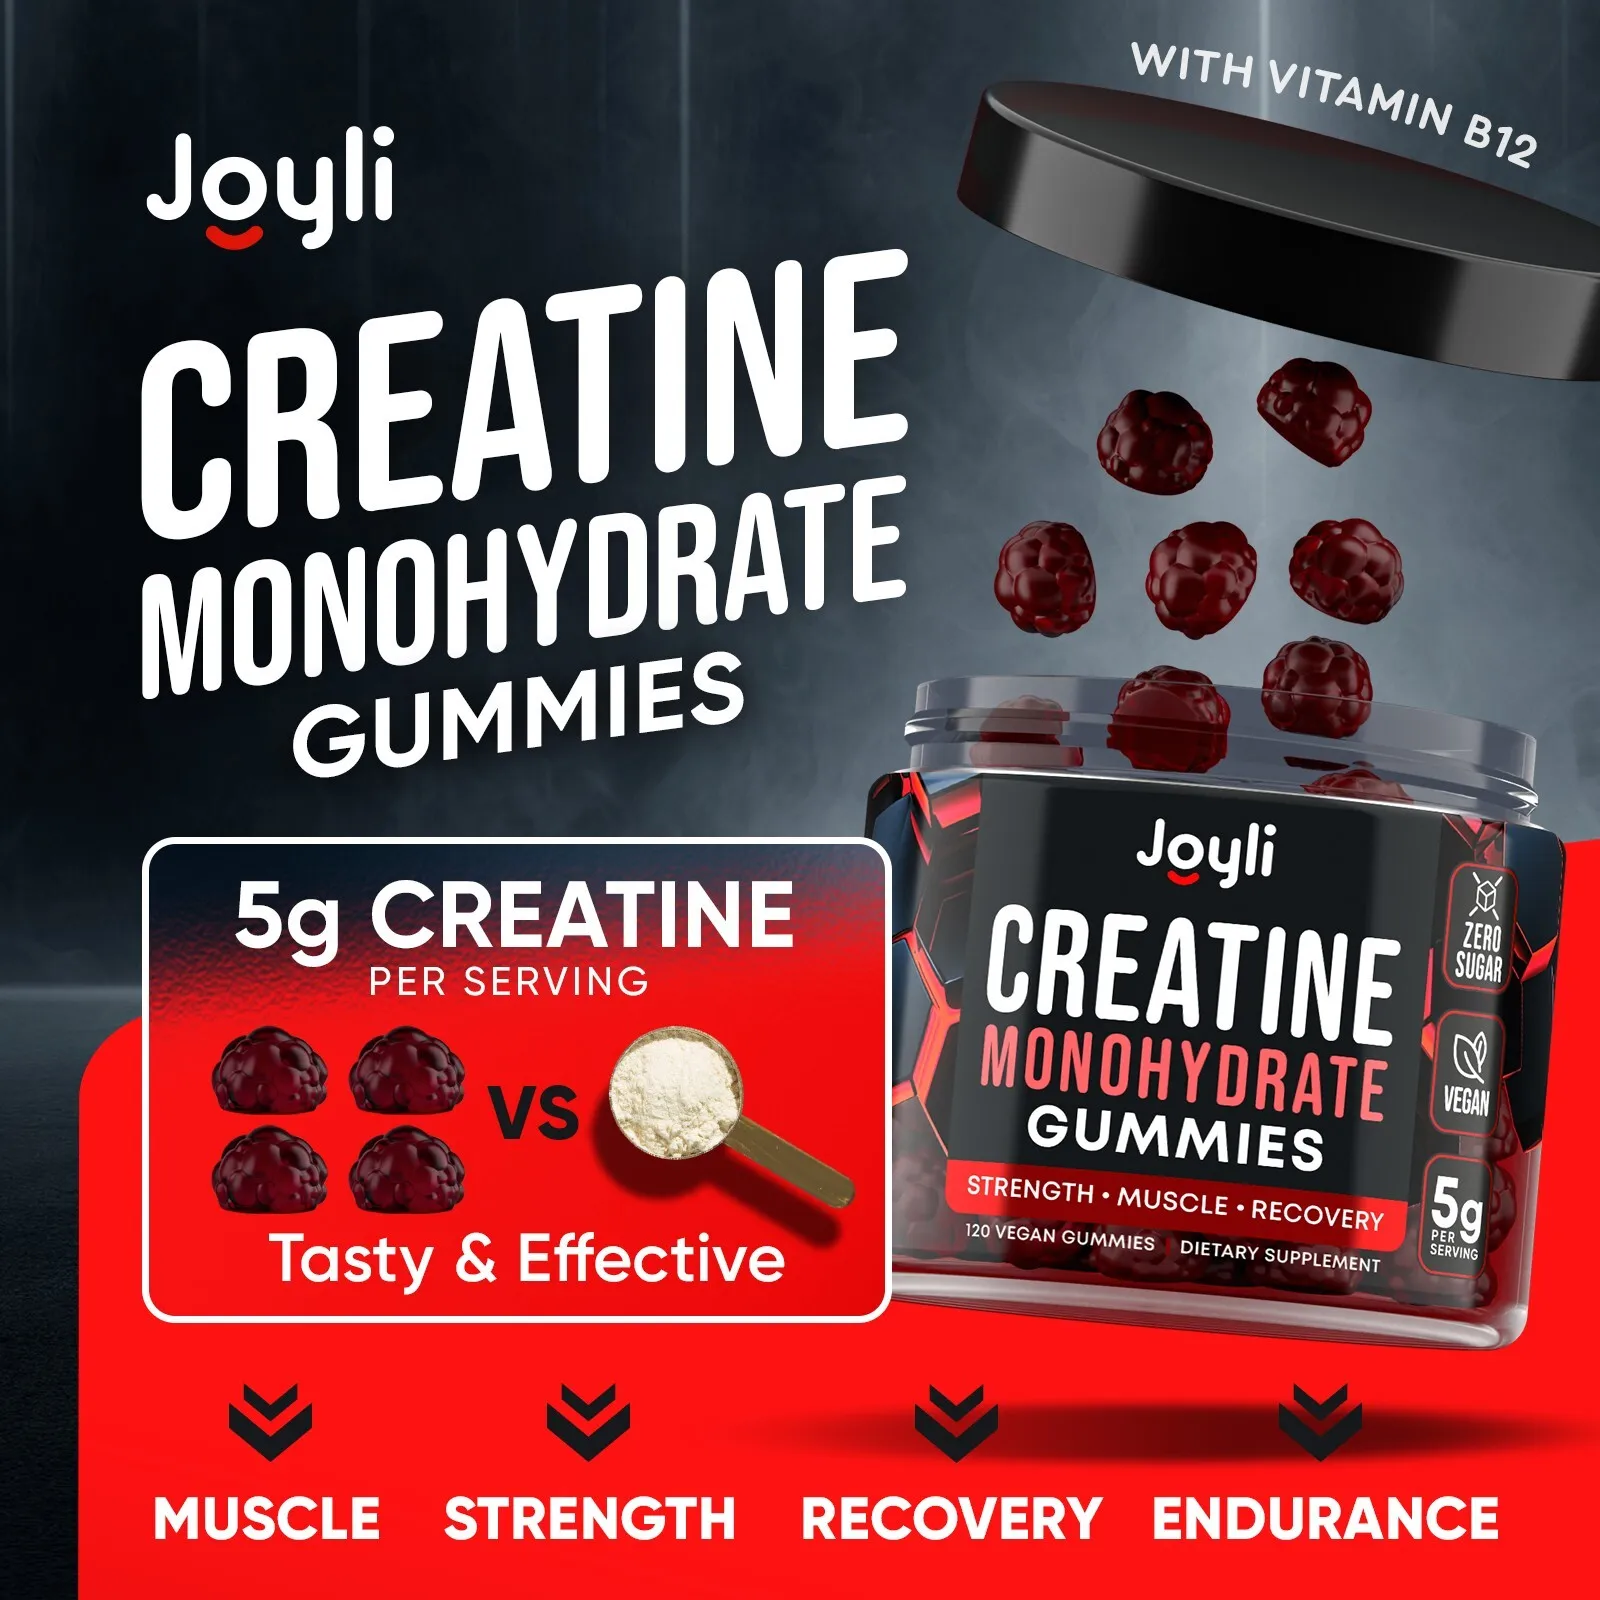 WITH VITAMIN B12
Joyli
CREATINE
MONOHYDRATE
GUMMIES
5g CREATINE
PER SERVING
VS
Tasty & Effective
Joyli
CREATINE
MONOHYDRATE
GUMMIES
STRENGTH • MUSCLE • RECOVERY
120 VEGAN GUMMIES DIETARY SUPPLEMENT
ZERO
SUGAR
VEGAN
5g
PER
SERVING
MUSCLE
STRENGTH
RECOVERY
ENDURANCE